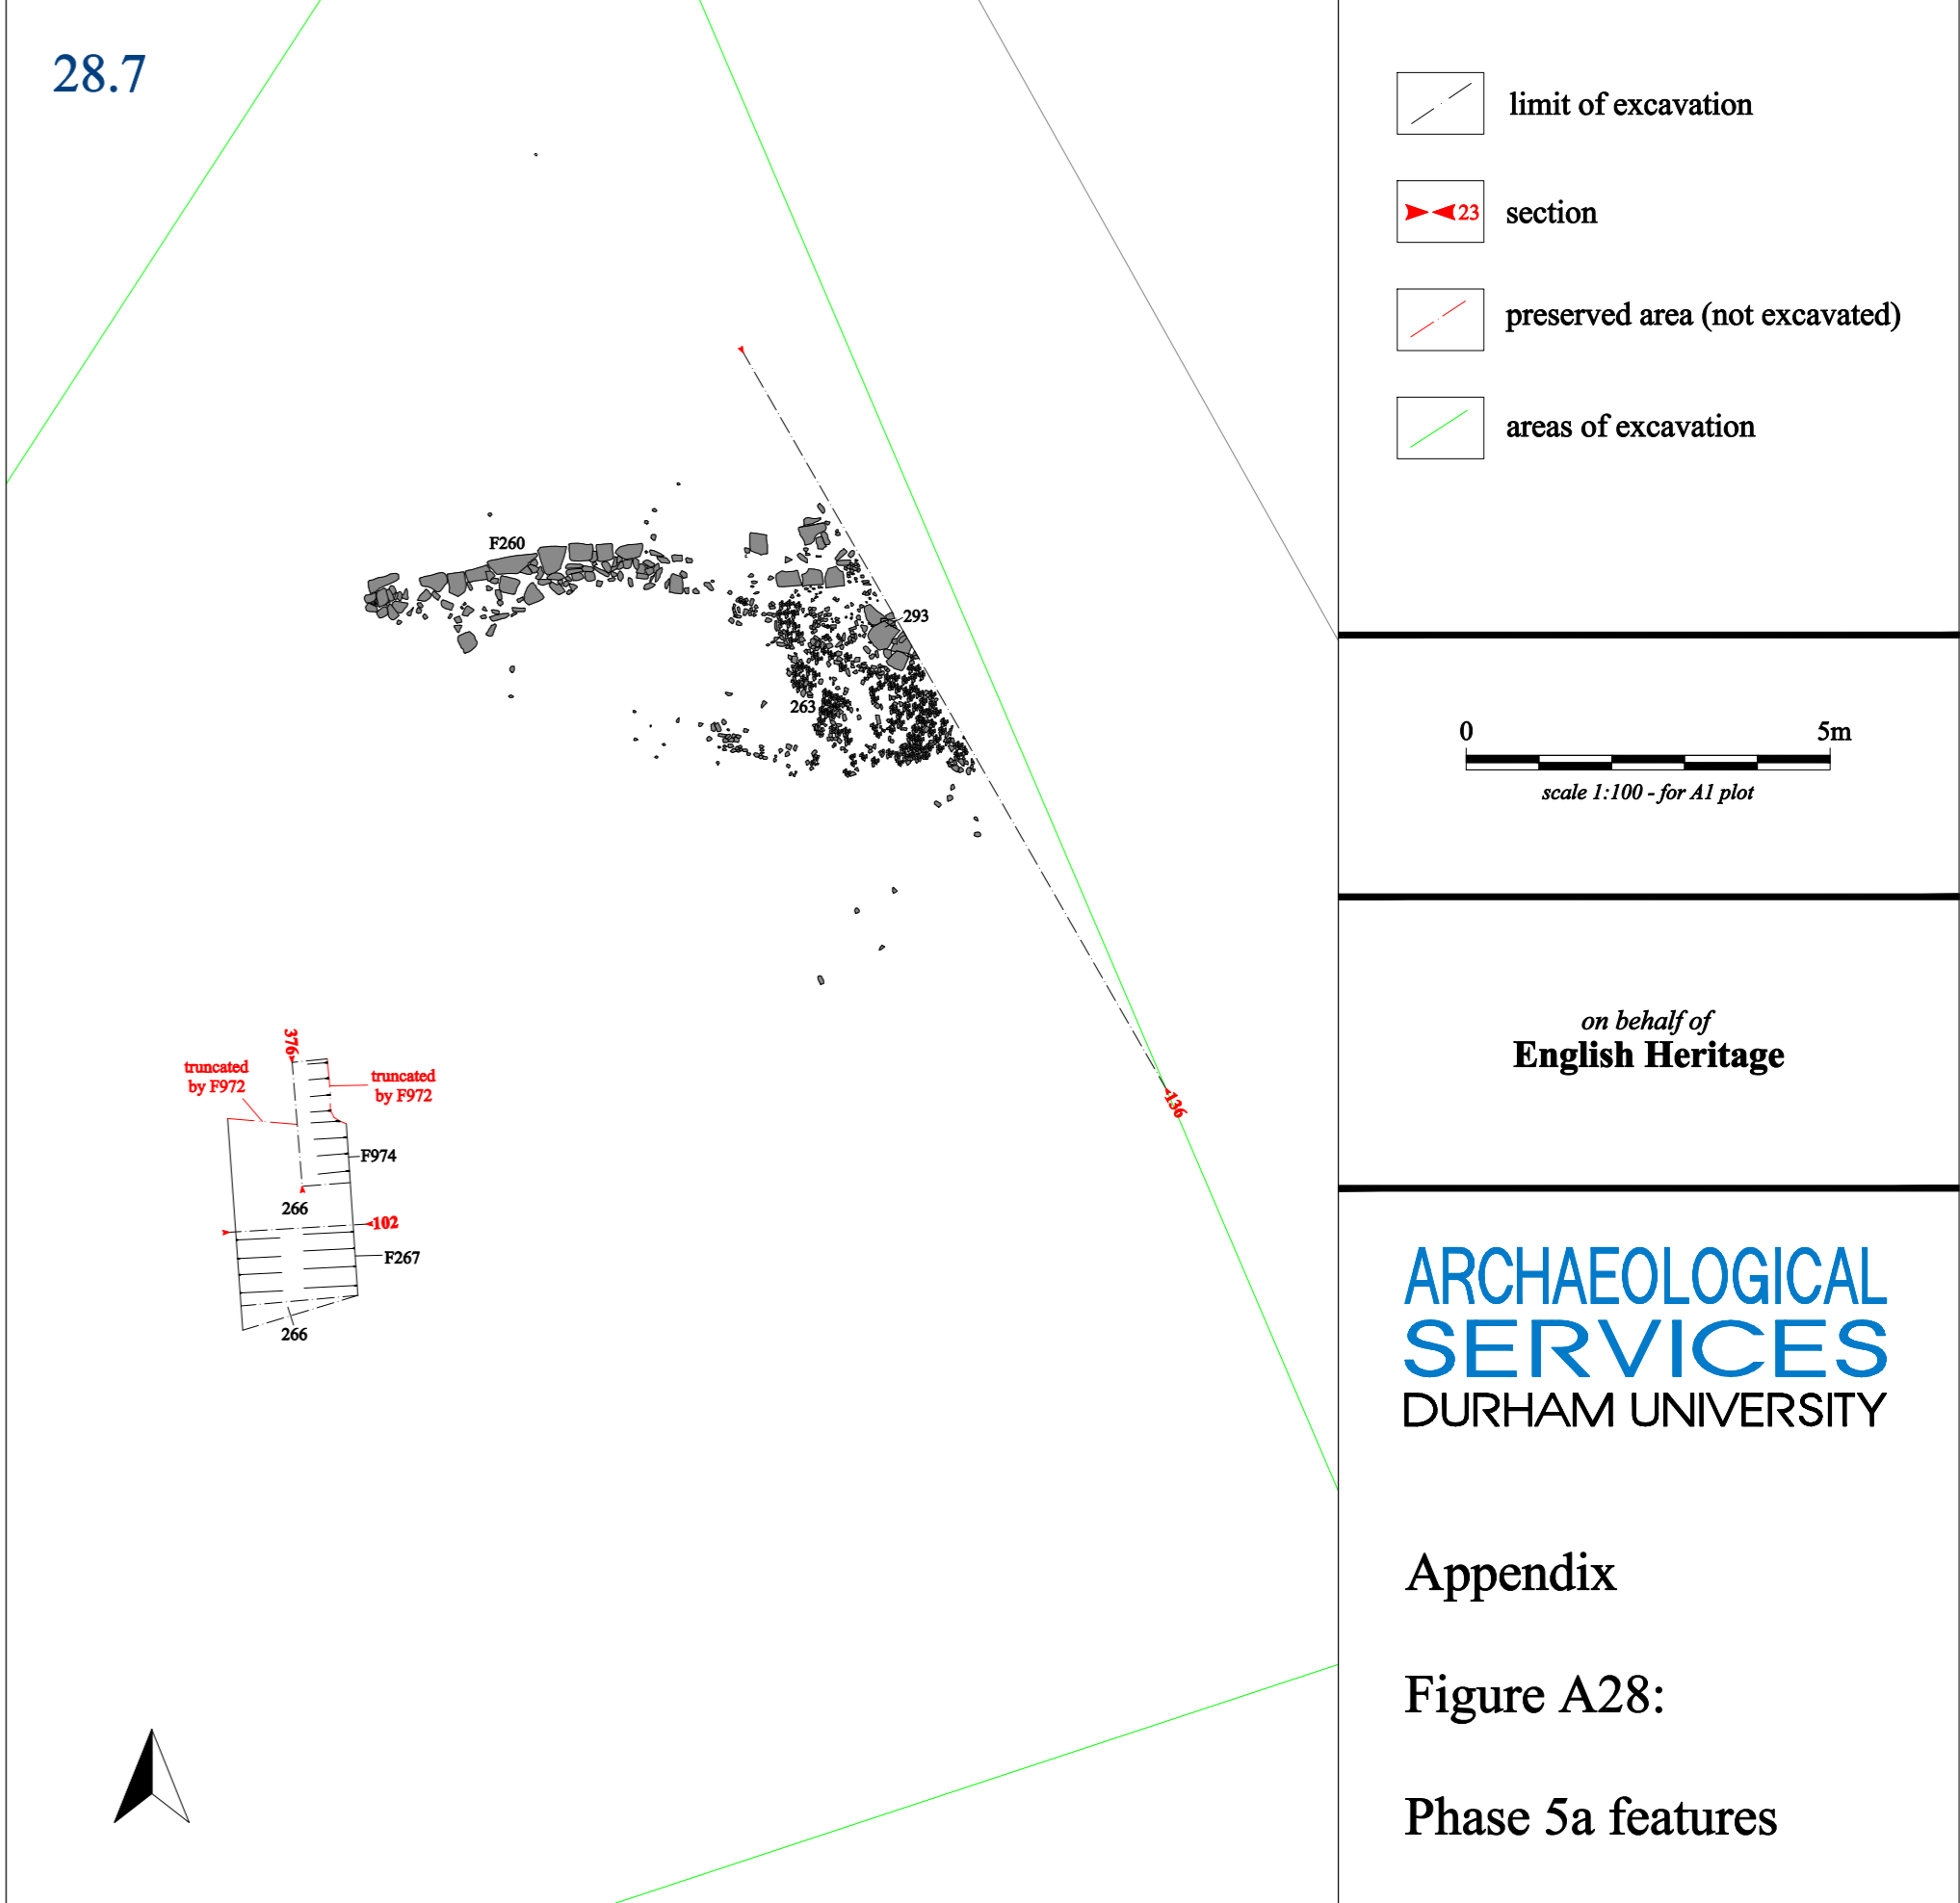 28.7
F260
293
263
376
truncated
by F972
truncated
by F972
F974
266
102
F267
266
136
limit of excavation
23
section
preserved area (not excavated)
areas of excavation
0 5m
scale 1:100 - for A1 plot
on behalf of
English Heritage
ARCHAEOLOGICAL
SERVICES
DURHAM UNIVERSITY
Appendix
Figure A28:
Phase 5a features